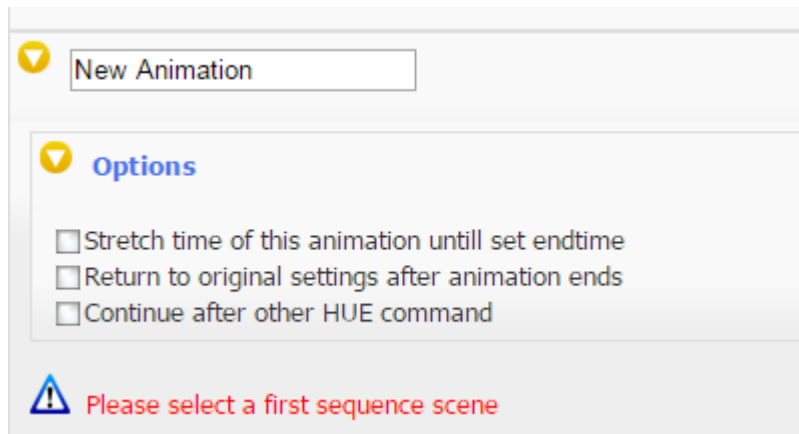 New Animation
Options
Stretch time of this animation untill set endtime
Return to original settings after animation ends
Continue after other HUE command
Please select a first sequence scene